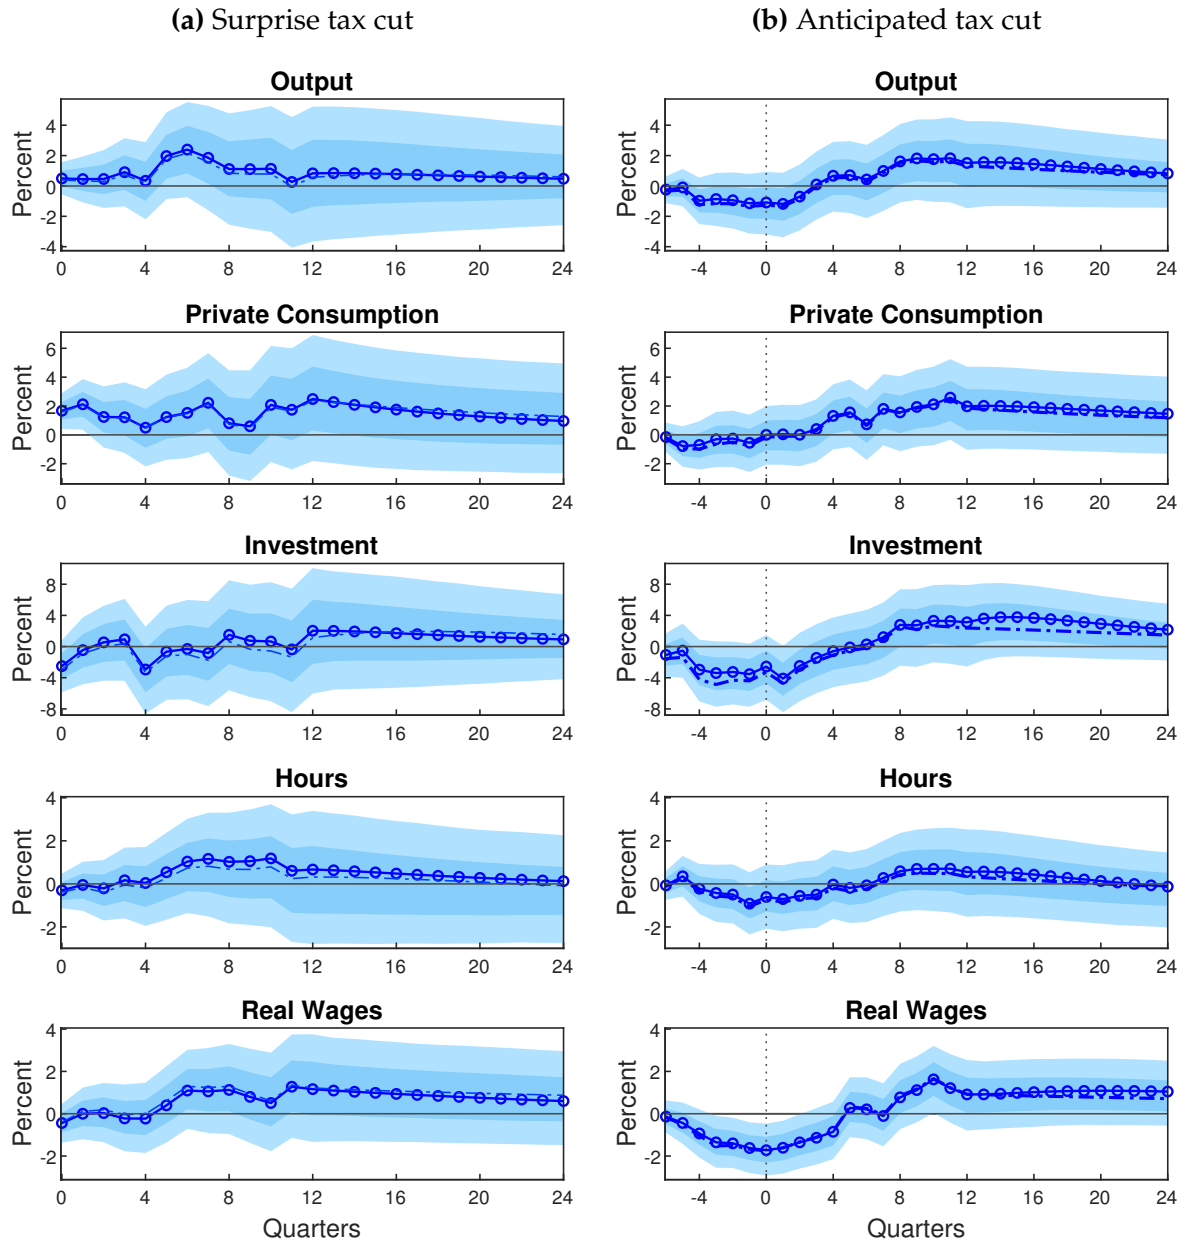 (a) Surprise tax cut
(b) Anticipated tax cut
Output
Output
Percent
4
2
0
-2
-4
0 4 8 12 16 20 24
Percent
4
2
0
-2
-4
-4 0 4 8 12 16 20 24
Private Consumption
Private Consumption
Percent
6
4
2
0
-2
0 4 8 12 16 20 24
Percent
6
4
2
0
-2
-4 0 4 8 12 16 20 24
Investment
Investment
Percent
8
4
0
-4
-8
0 4 8 12 16 20 24
Percent
8
4
0
-4
-8
-4 0 4 8 12 16 20 24
Hours
Hours
Percent
4
2
0
-2
0 4 8 12 16 20 24
Percent
4
2
0
-2
-4 0 4 8 12 16 20 24
Real Wages
Real Wages
Percent
4
2
0
-2
0 4 8 12 16 20 24
Quarters
Percent
4
2
0
-2
-4 0 4 8 12 16 20 24
Quarters